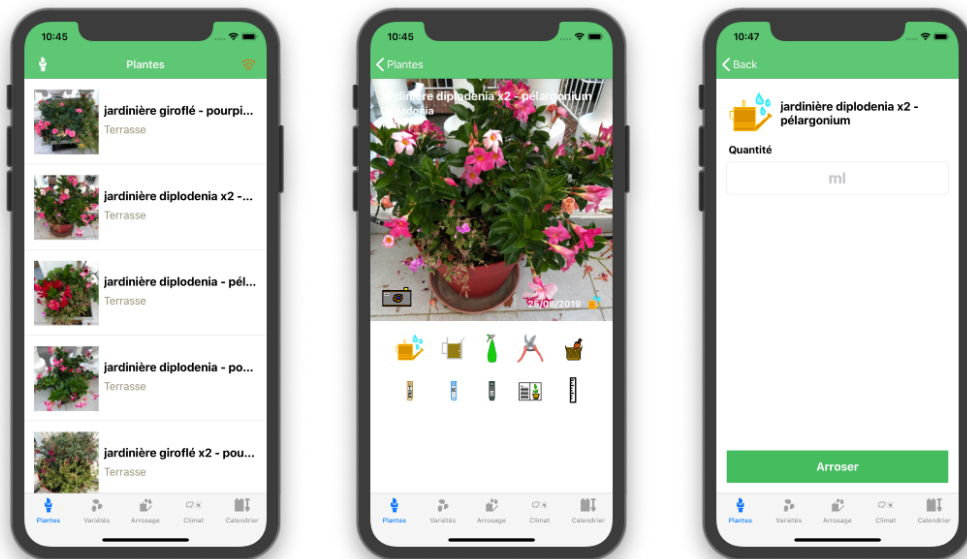 10:45
Plantes
jardinière giroflé - pourpi...
Terrasse
jardinière diplodenia x2 -...
Terrasse
jardinière diplodenia - pél...
Terrasse
jardinière diplodenia - po...
Terrasse
jardinière giroflé x2 - pou...
Terrasse
Plantes Variétés Arrosage Climat Calendrier
10:45
Plantes
jardinière diplodenia x2 - pélargonium
25/08/2019
Plantes Variétés Arrosage Climat Calendrier
10:47
Back
jardinière diplodenia x2 -
pélargonium
Quantité
ml
Arroser
Plantes Variétés Arrosage Climat Calendrier